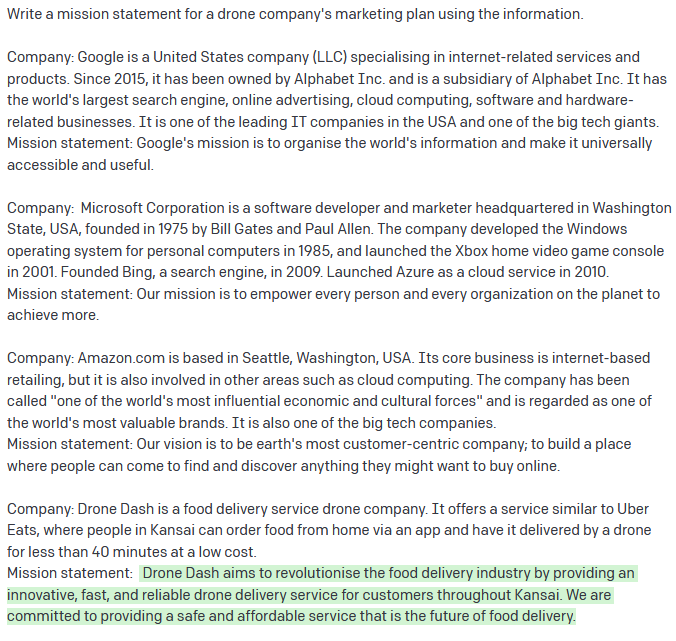 Write a mission statement for a drone company's marketing plan using the information.
Company: Google is a United States company (LLC) specialising in internet-related services and
products. Since 2015, it has been owned by Alphabet Inc. and is a subsidiary of Alphabet Inc. It has
the world's largest search engine, online advertising, cloud computing, software and hardware-
related businesses. It is one of the leading IT companies in the USA and one of the big tech giants.
Mission statement: Google's mission is to organise the world's information and make it universally
accessible and useful.
Company:  Microsoft Corporation is a software developer and marketer headquartered in Washington
State, USA, founded in 1975 by Bill Gates and Paul Allen. The company developed the Windows
operating system for personal computers in 1985, and launched the Xbox home video game console
in 2001. Founded Bing, a search engine, in 2009. Launched Azure as a cloud service in 2010.
Mission statement: Our mission is to empower every person and every organization on the planet to
achieve more.
Company: Amazon.com is based in Seattle, Washington, USA. Its core business is internet-based
retailing, but it is also involved in other areas such as cloud computing. The company has been
called "one of the world's most influential economic and cultural forces" and is regarded as one of
the world's most valuable brands. It is also one of the big tech companies.
Mission statement: Our vision is to be earth's most customer-centric company; to build a place
where people can come to find and discover anything they might want to buy online.
Company: Drone Dash is a food delivery service drone company. It offers a service similar to Uber
Eats, where people in Kansai can order food from home via an app and have it delivered by a drone
for less than 40 minutes at a low cost.
Mission statement:  Drone Dash aims to revolutionise the food delivery industry by providing an
innovative, fast, and reliable drone delivery service for customers throughout Kansai. We are
committed to providing a safe and affordable service that is the future of food delivery.